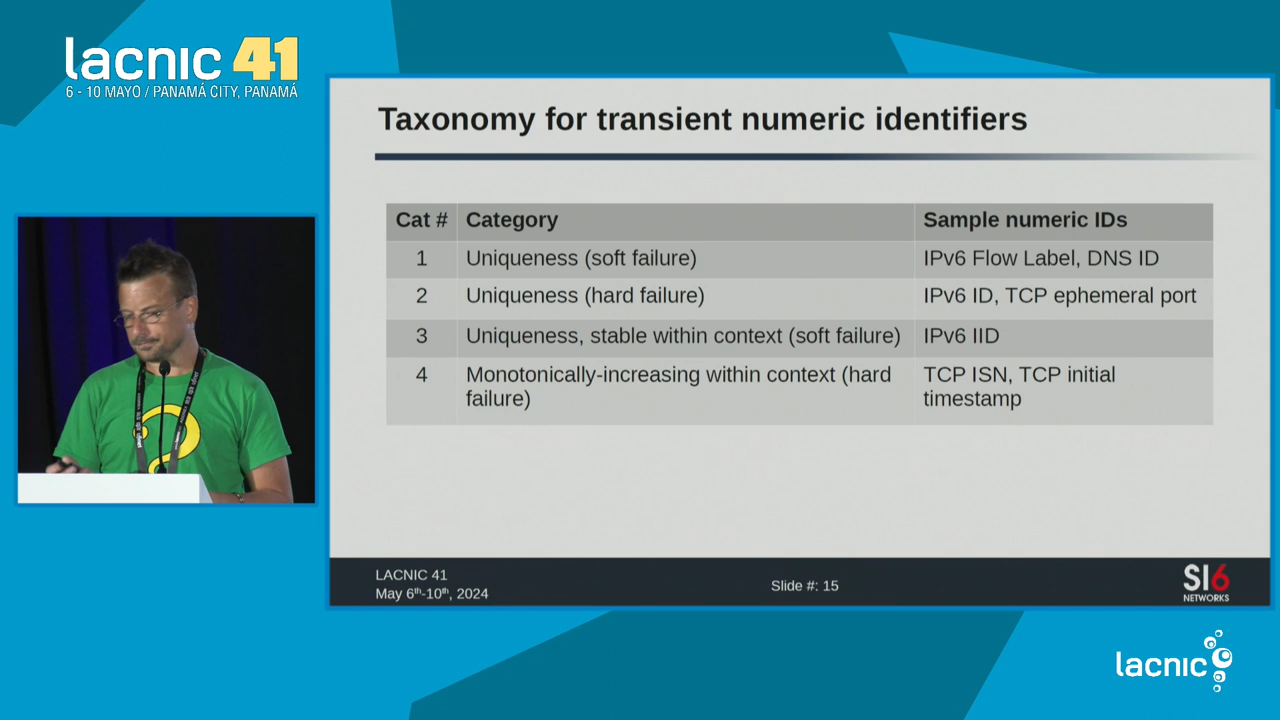 lacnic 41
6 - 10 MAYO / PANAMÁ CITY, PANAMÁ
Taxonomy for transient numeric identifiers
Cat # Category Sample numeric IDs
1 Uniqueness (soft failure) IPv6 Flow Label, DNS ID
2 Uniqueness (hard failure) IPv6 ID, TCP ephemeral port
3 Uniqueness, stable within context (soft failure) IPv6 IID
4 Monotonically-increasing within context (hard failure) TCP ISN, TCP initial timestamp
LACNIC 41
May 6th-10th, 2024
Slide #: 15
SI6
NETWORKS
lacnic